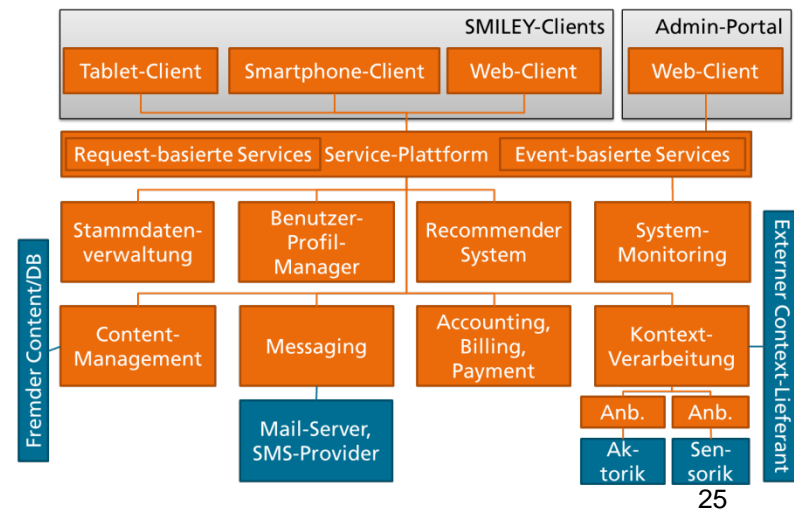 SMILEY-Clients
Admin-Portal
Tablet-Client
Smartphone-Client
Web-Client
Web-Client
Request-basierte Services
Service-Plattform
Event-basierte Services
Stammdaten-
verwaltung
Benutzer-
Profil-
Manager
Recommender
System
System-
Monitoring
Fremder Content/DB
Externer Context-Lieferant
Content-
Management
Messaging
Accounting,
Billing,
Payment
Kontext-
Verarbeitung
Mail-Server,
SMS-Provider
Anb.
Anb.
Ak-
torik
Sen-
sorik
25